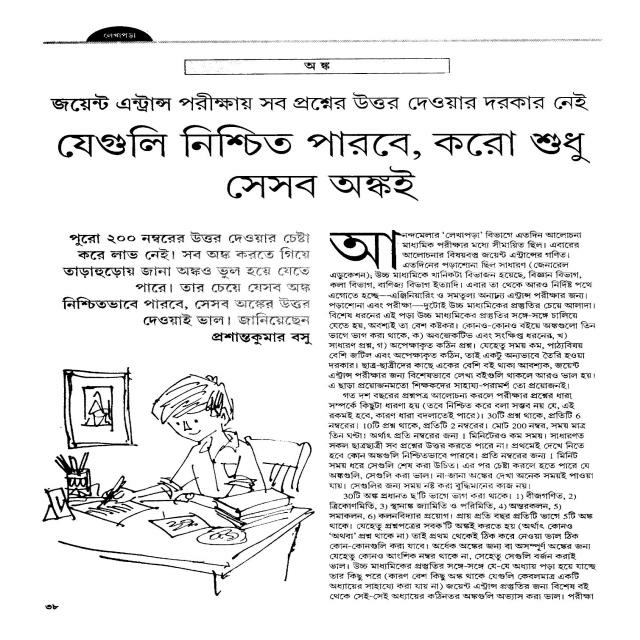 লেখাপড়া
অ ঙ্ক
জয়েন্ট এন্ট্রান্স পরীক্ষায় সব প্রশ্নের উত্তর দেওয়ার দরকার নেই
যেগুলি নিশ্চিত পারবে, করো শুধু
সেসব অঙ্কই
পুরো ২০০ নম্বরের উত্তর দেওয়ার চেষ্টা
করে লাভ নেই। সব অঙ্ক করতে গিয়ে
তাড়াহুড়োয় জানা অঙ্কও ভুল হয়ে যেতে
পারে। তার চেয়ে যেসব অঙ্ক
নিশ্চিতভাবে পারবে, সেসব অঙ্কের উত্তর
দেওয়াই ভাল। জানিয়েছেন
প্রশান্তকুমার বসু
আনন্দমেলার 'লেখাপড়া' বিভাগে এতদিন আলোচনা
মাধ্যমিক পরীক্ষার মধ্যে সীমায়িত ছিল। এবারের
আলোচনার বিষয়বস্তু জয়েন্ট এন্ট্রান্সের গণিত।
এতদিনের পড়াশোনা ছিল সাধারণ (জেনারেল
এডুকেশন); উচ্চ মাধ্যমিকে খানিকটা বিভাজন হয়েছে, বিজ্ঞান বিভাগ,
কলা বিভাগ, বাণিজ্য বিভাগ ইত্যাদি। এবার তা থেকে আরও নির্দিষ্ট পথে
এগোতে হচ্ছে—এঞ্জিনিয়ারিং ও সমতুল্য অন্যান্য এন্ট্রান্স পরীক্ষার জন্য।
পড়াশোনা এবং পরীক্ষা—দুটোই উচ্চ মাধ্যমিকের প্রস্তুতির চেয়ে আলাদা।
বিশেষ ধরনের এই পড়া উচ্চ মাধ্যমিকেও প্রস্তুতির সঙ্গে-সঙ্গে চালিয়ে
যেতে হয়, অবশ্যই তা বেশ কষ্টকর। কোনও-কোনও বইয়ে অঙ্কগুলো তিন
ভাগে ভাগ করা থাকে, ক) অবজেকটিভ এবং সংক্ষিপ্ত ধরনের, খ)
সাধারণ প্রশ্ন, গ) অপেক্ষাকৃত কঠিন প্রশ্ন। যেহেতু সময় কম, পাঠ্যবিষয়
বেশি জটিল এবং অপেক্ষাকৃত কঠিন, তাই একটু অন্যভাবে তৈরি হওয়া
দরকার। ছাত্র-ছাত্রীদের কাছে একের বেশি বই থাকা আবশ্যক, জয়েন্ট
এন্ট্রান্স পরীক্ষার জন্য বিশেষভাবে লেখা বইগুলি থাকলে আরও ভাল হয়।
এ ছাড়া প্রয়োজনমতো শিক্ষকদের সাহায্য-পরামর্শ তো প্রয়োজনই।
গত দশ বছরের প্রশ্নপত্র আলোচনা করলে পরীক্ষার প্রশ্নের ধারা
সম্পর্কে কিছুটা ধারণা হয় (তবে নিশ্চিত করে বলা সম্ভব নয় যে, এই
রকমই হবে, কারণ ধারা বদলাতেই পারে)। 30টি প্রশ্ন থাকে, প্রতিটি 6
নম্বরের। 10টি প্রশ্ন থাকে, প্রতিটি 2 নম্বরের। মোট 200 নম্বর, সময় মাত্র
তিন ঘণ্টা। অর্থাৎ প্রতি নম্বরের জন্য 1 মিনিটেরও কম সময়। সাধারণত
সকল ছাত্রছাত্রী সব প্রশ্নের উত্তর করতে পারে না। প্রথমেই দেখে নিতে
হবে কোন অঙ্কগুলি নিশ্চিতভাবে পারবে। প্রতি নম্বরের জন্য 1 মিনিট
সময় ধরে সেগুলি শেষ করা উচিত। এর পর চেষ্টা করলে হতে পারে যে
অঙ্কগুলি, সেগুলি করা ভাল। না-জানা অঙ্কের দেখা অনেক সময়ই পাওয়া
যায়। সেগুলির জন্য সময় নষ্ট করা বুদ্ধিমানের কাজ নয়।
30টি অঙ্ক প্রধানত ছ'টি ভাগে ভাগ করা থাকে। 1) বীজগণিত, 2)
ত্রিকোণমিতি, 3) স্থানাঙ্ক জ্যামিতি ও পরিমিতি, 4) অন্তরকলন, 5)
সমাকলন, 6) কলনবিদ্যার প্রয়োগ। প্রায় প্রতি বছর প্রতিটি ভাগে 5টি অঙ্ক
থাকে। যেহেতু প্রশ্নপত্রের সবক'টি অঙ্কই করতে হয় (অর্থাৎ কোনও
'অথবা' প্রশ্ন থাকে না) তাই প্রথম থেকেই ঠিক করে নেওয়া ভাল ঠিক
কোন-কোনগুলি করা যাবে। অর্ধেক অঙ্কের জন্য বা অসম্পূর্ণ অঙ্কের জন্য
যেহেতু কোনও আংশিক নম্বর থাকে না, সেহেতু সেগুলি বর্জন করাই
ভাল। উচ্চ মাধ্যমিক প্রস্তুতির সঙ্গে-সঙ্গে যে-যে অধ্যায় পড়া হয়ে যাচ্ছে
তার কিছু পরে (কারণ বেশ কিছু অঙ্ক থাকে যেগুলি কেবলমাত্র একটি
অধ্যায়ের সাহায্যে করা যায় না) জয়েন্ট এন্ট্রান্স প্রস্তুতির জন্য বিশেষ বই
থেকে সেই-সেই অধ্যায়ের কঠিনতর অঙ্কগুলি অভ্যাস করা ভাল। পরীক্ষা
৩৮